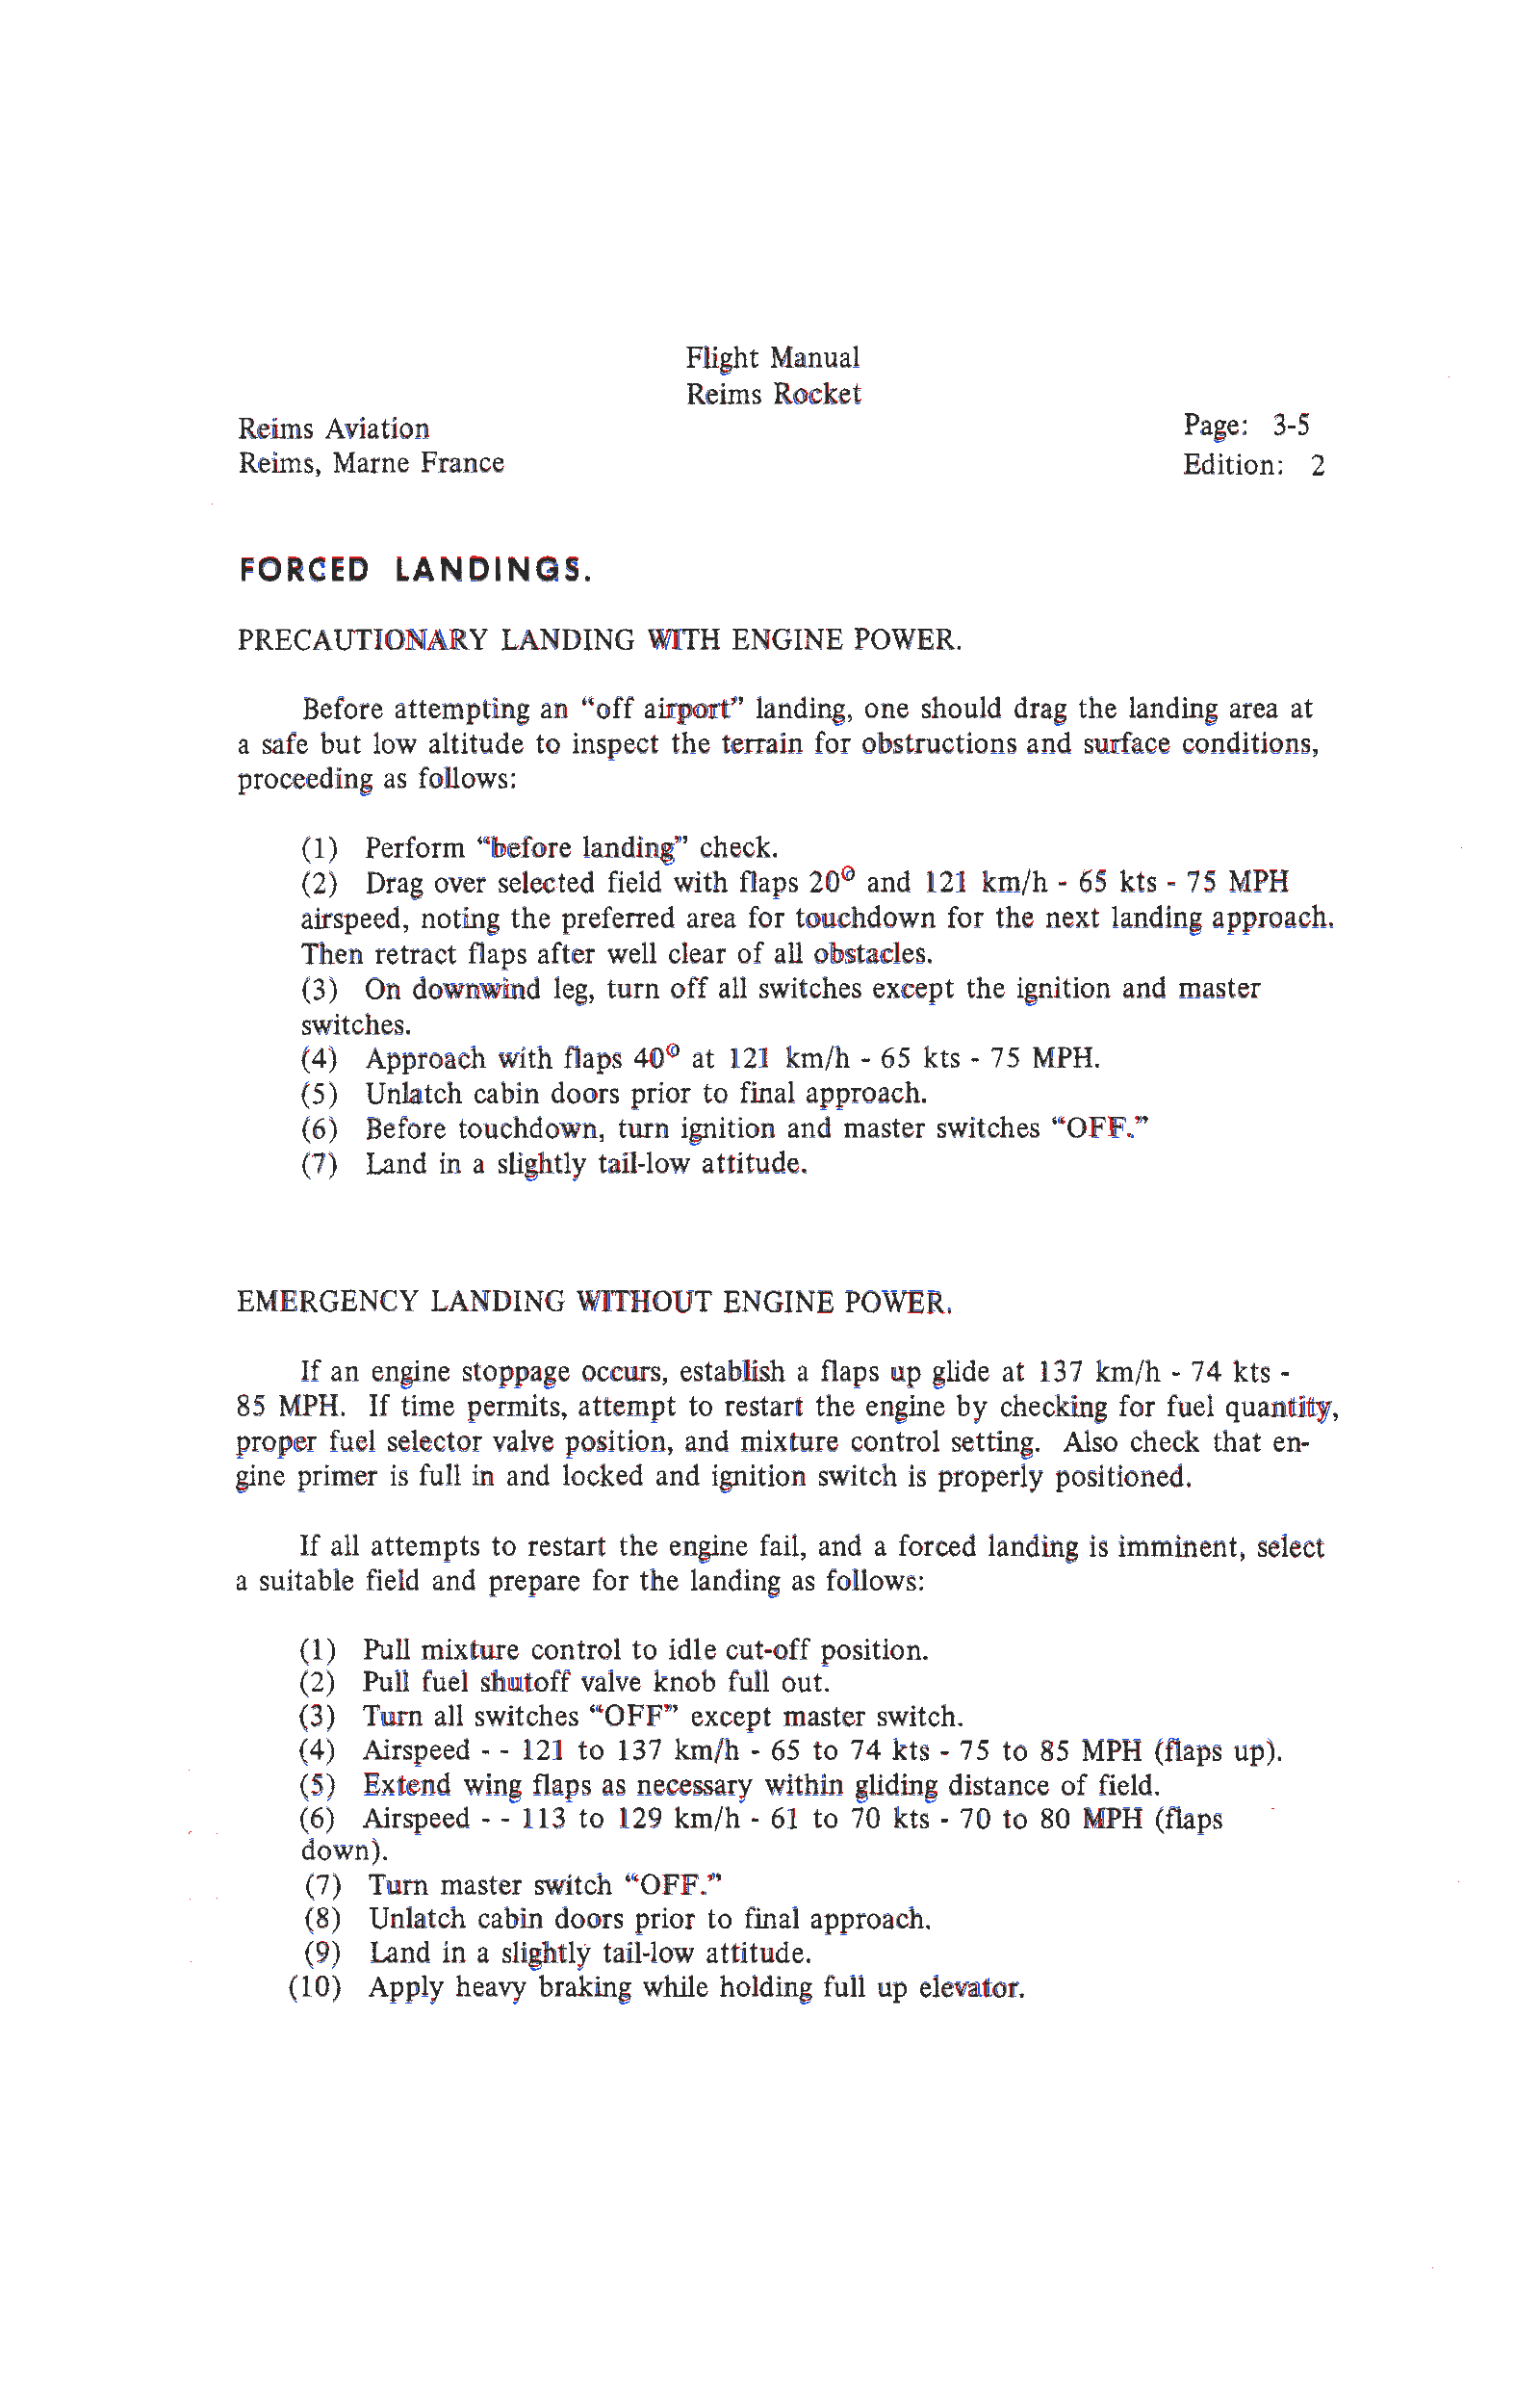 Flight Manual
Reims Rocket
Reims Aviation
Page: 3-5
Reims, Marne France
Edition: 2
FORCED LANDINGS.
PRECAUTIONARY LANDING WITH ENGINE POWER.
Before attempting an “off airport” landing, one should drag the landing area at
a safe but low altitude to inspect the terrain for obstructions and surface conditions,
proceeding as follows:
(1) Perform “before landing” check.
(2) Drag over selected field with flaps 20° and 121 km/h - 65 kts - 75 MPH
airspeed, noting the preferred area for touchdown for the next landing approach.
Then retract flaps after well clear of all obstacles.
(3) On downwind leg, turn off all switches except the ignition and master
switches.
(4) Approach with flaps 40° at 121 km/h - 65 kts - 75 MPH.
(5) Unlatch cabin doors prior to final approach.
(6) Before touchdown, turn ignition and master switches “OFF.”
(7) Land in a slightly tail-low attitude.
EMERGENCY LANDING WITHOUT ENGINE POWER.
If an engine stoppage occurs, establish a flaps up glide at 137 km/h - 74 kts -
85 MPH. If time permits, attempt to restart the engine by checking for fuel quantity,
proper fuel selector valve position, and mixture control setting. Also check that en-
gine primer is full in and locked and ignition switch is properly positioned.
If all attempts to restart the engine fail, and a forced landing is imminent, select
a suitable field and prepare for the landing as follows:
(1) Pull mixture control to idle cut-off position.
(2) Pull fuel shutoff valve knob full out.
(3) Turn all switches “OFF” except master switch.
(4) Airspeed - - 121 to 137 km/h - 65 to 74 kts - 75 to 85 MPH (flaps up).
(5) Extend wing flaps as necessary within gliding distance of field.
(6) Airspeed - - 113 to 129 km/h - 61 to 70 kts - 70 to 80 MPH (flaps
down).
(7) Turn master switch “OFF.”
(8) Unlatch cabin doors prior to final approach.
(9) Land in a slightly tail-low attitude.
(10) Apply heavy braking while holding full up elevator.